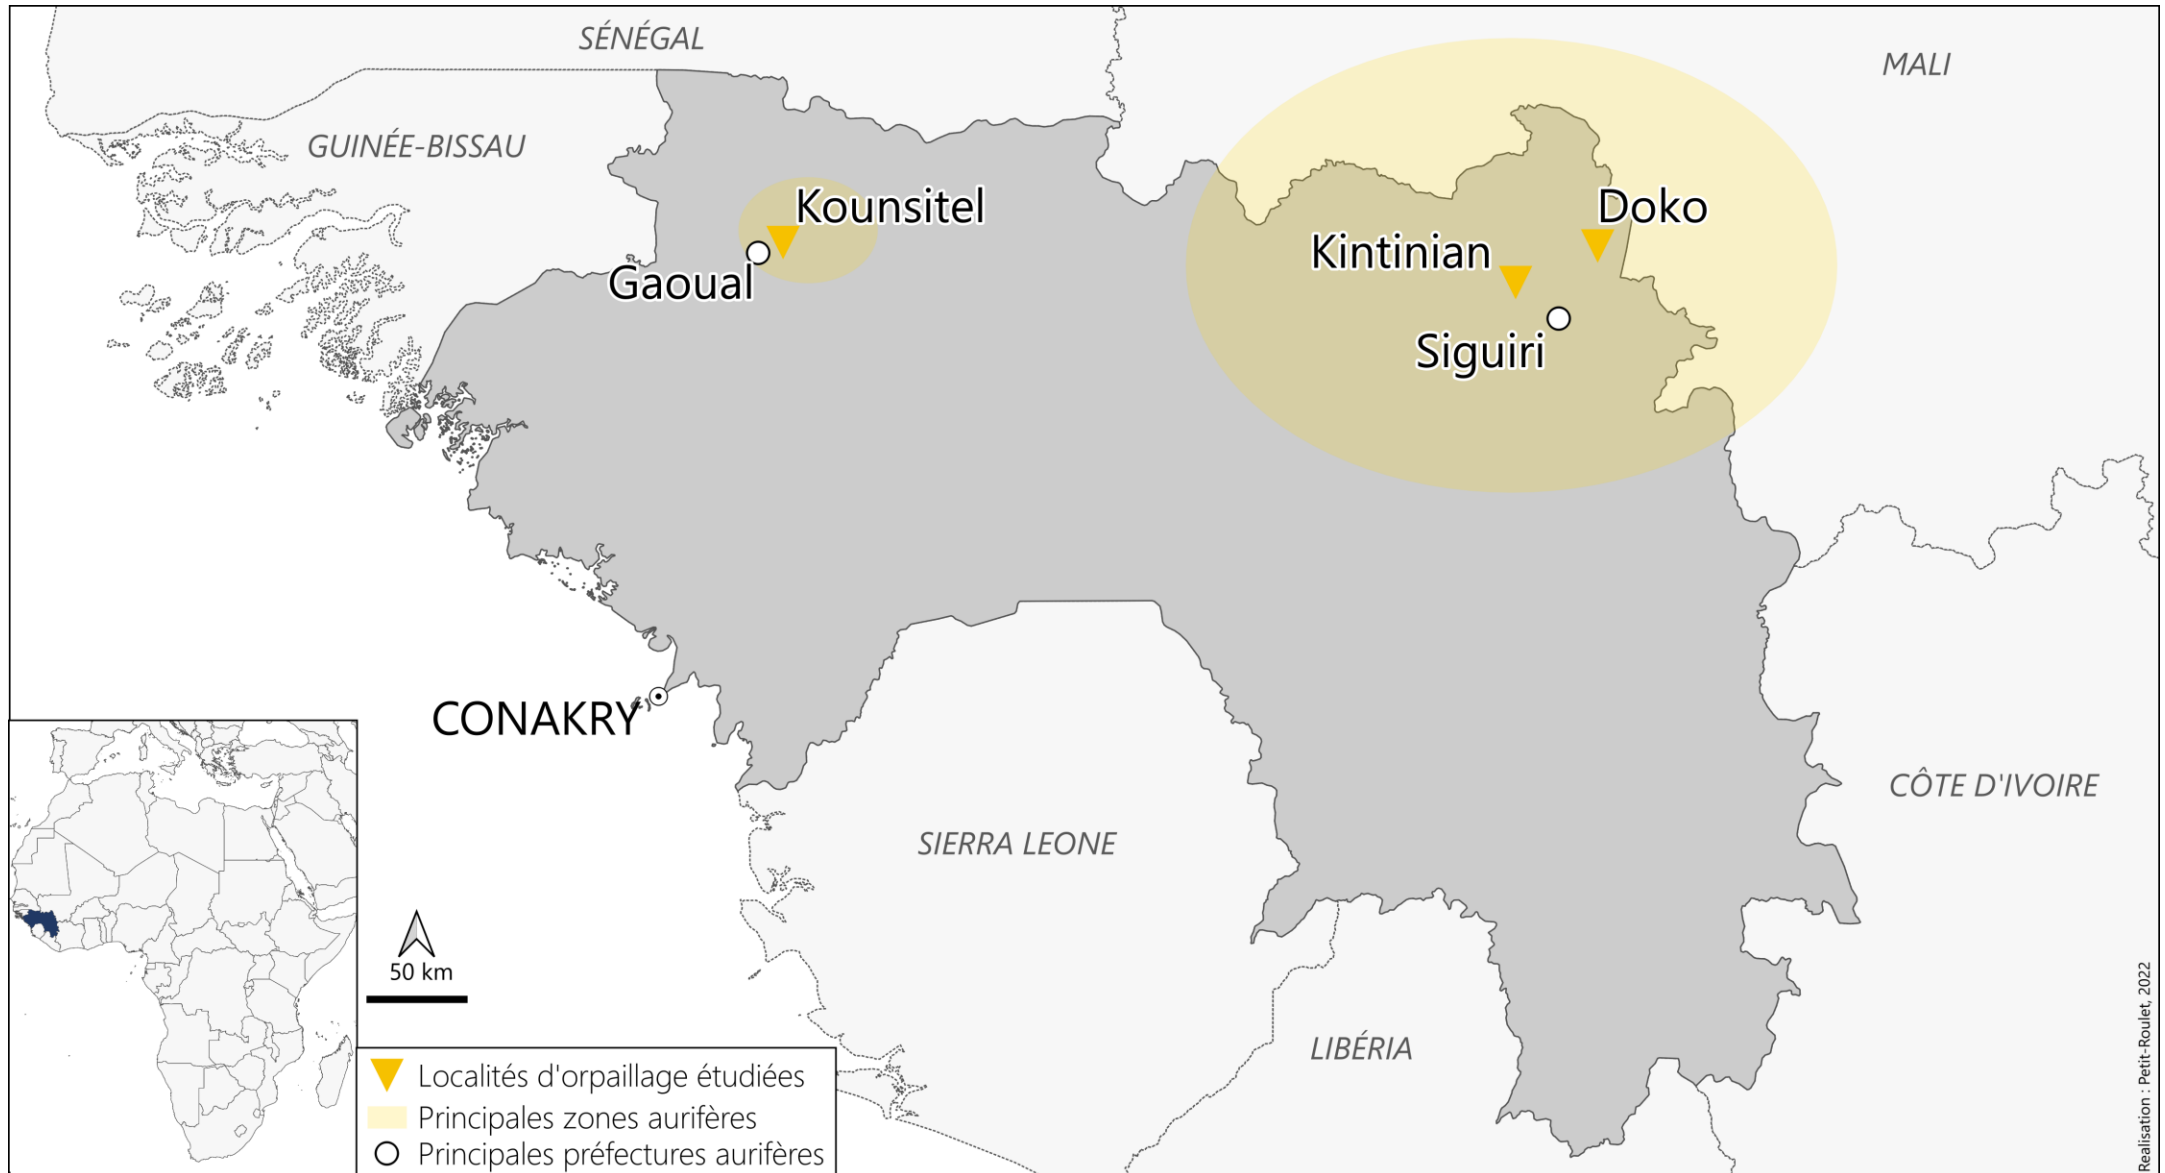 SÉNÉGAL
MALI
GUINÉE-BISSAU
Kounsitel
Doko
Kintinian
Gaoual
Siguiri
CONAKRY
CÔTE D'IVOIRE
SIERRA LEONE
LIBÉRIA
50 km
Localités d'orpaillage étudiées
Principales zones aurifères
Principales préfectures aurifères
Realisation : Petit-Roulet, 2022